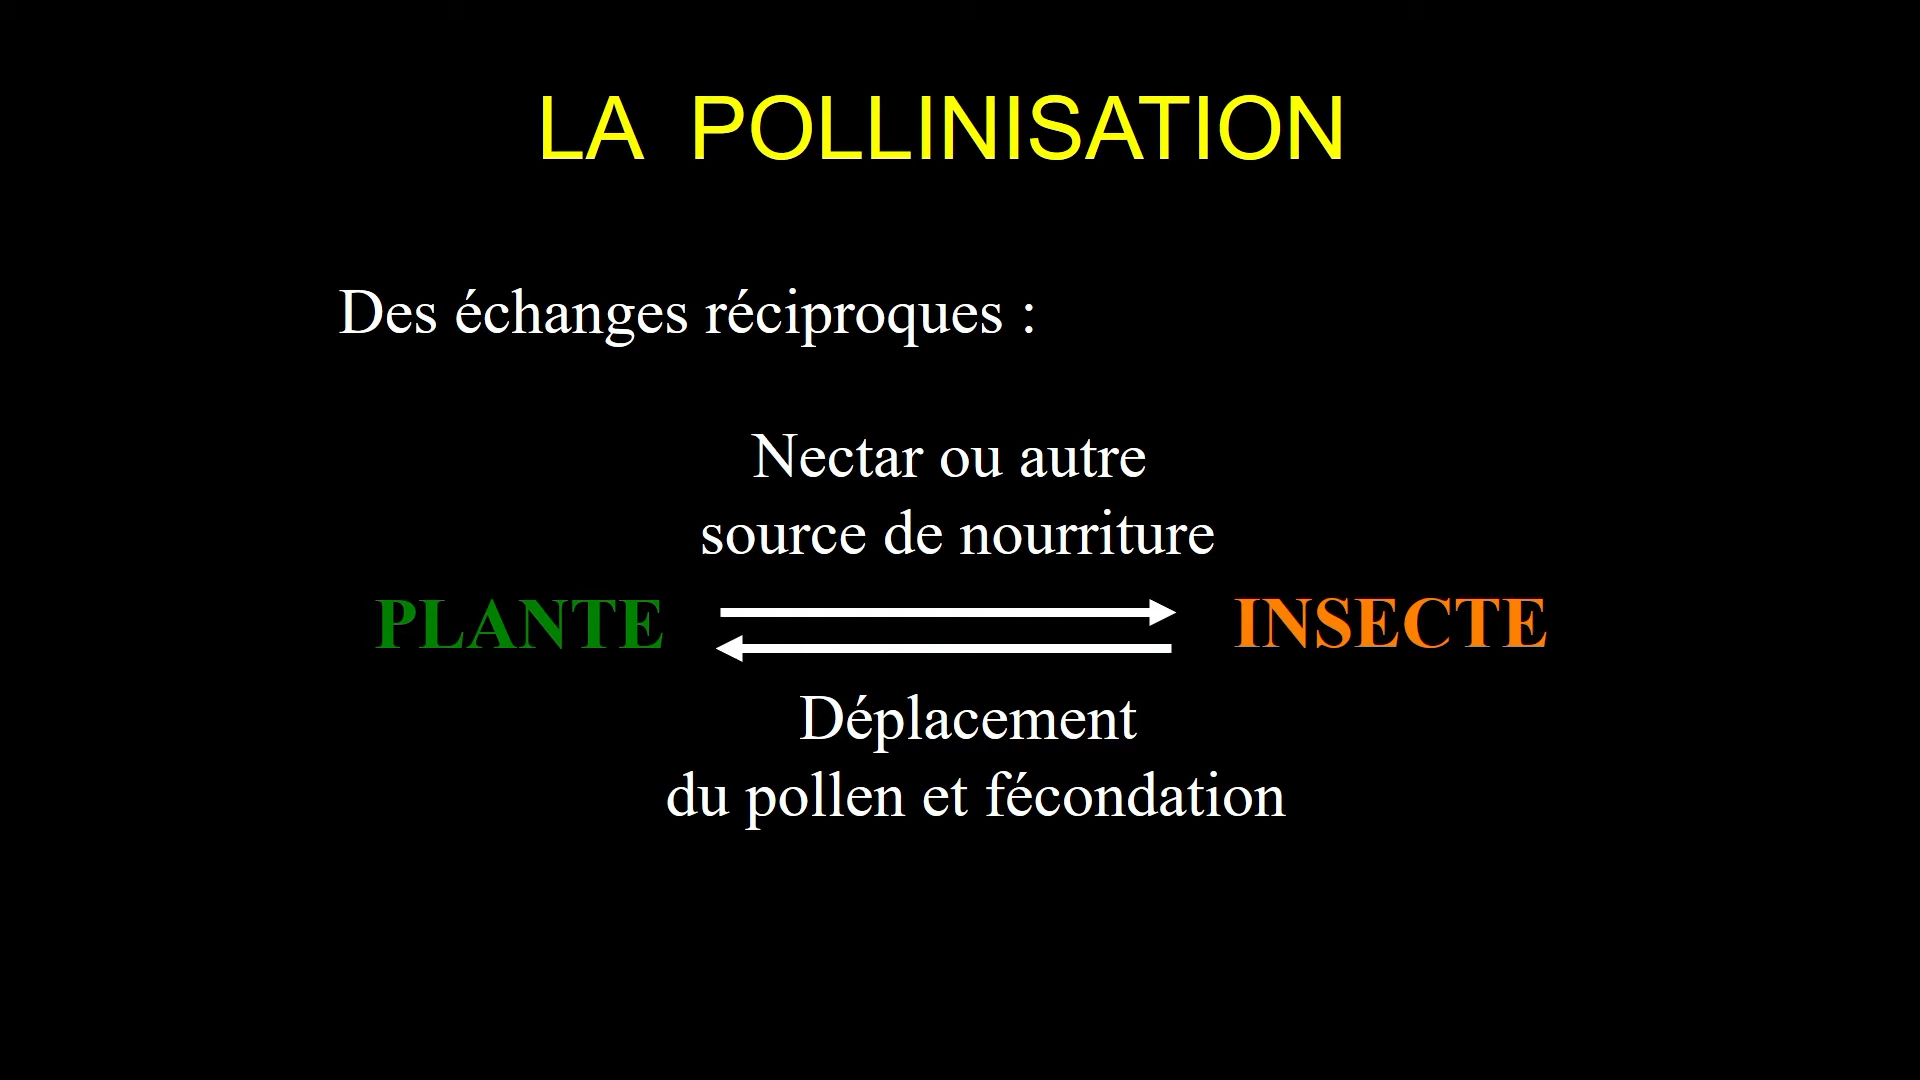 LA POLLINISATION
Des échanges réciproques :
Nectar ou autre
source de nourriture
PLANTE
INSECTE
Déplacement
du pollen et fécondation